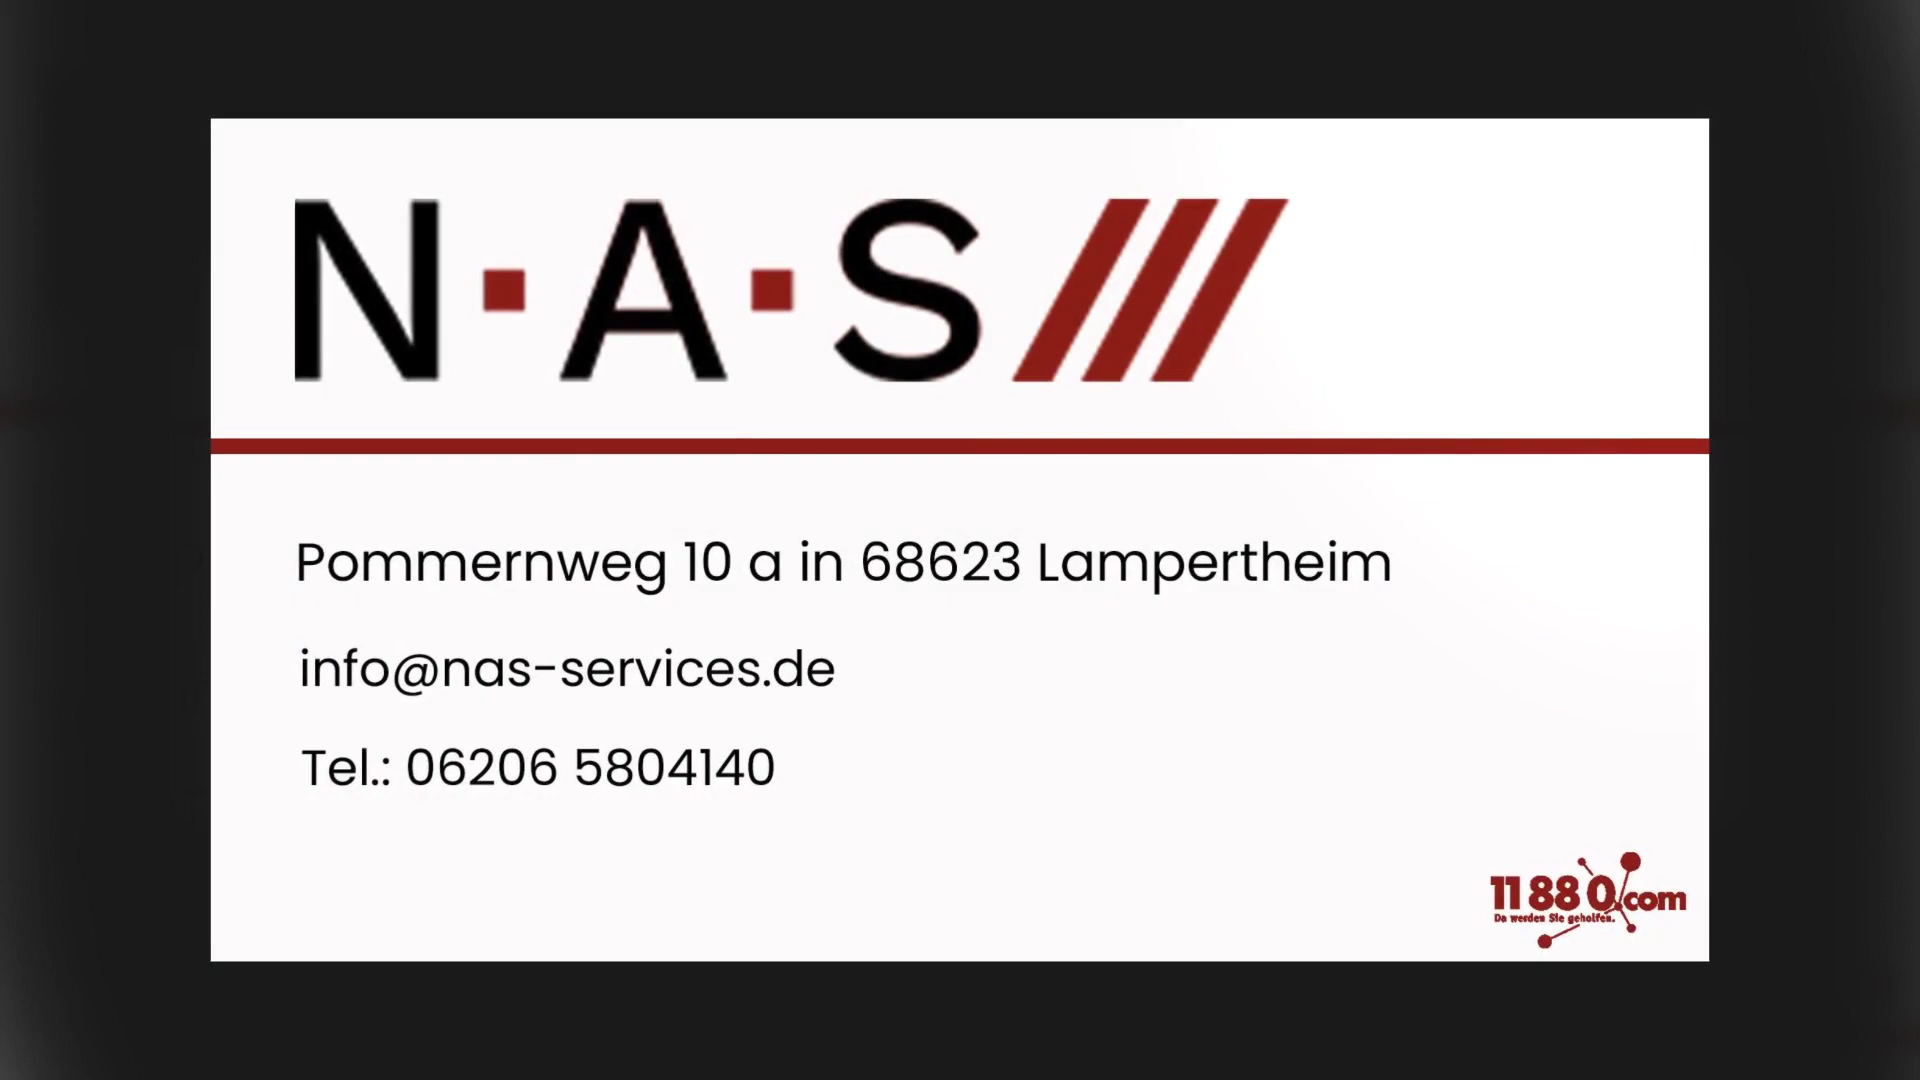 N·A·S
Pommernweg 10 a in 68623 Lampertheim
info@nas-services.de
Tel.: 06206 5804140
11880.com
Da werden Sie geholfen.